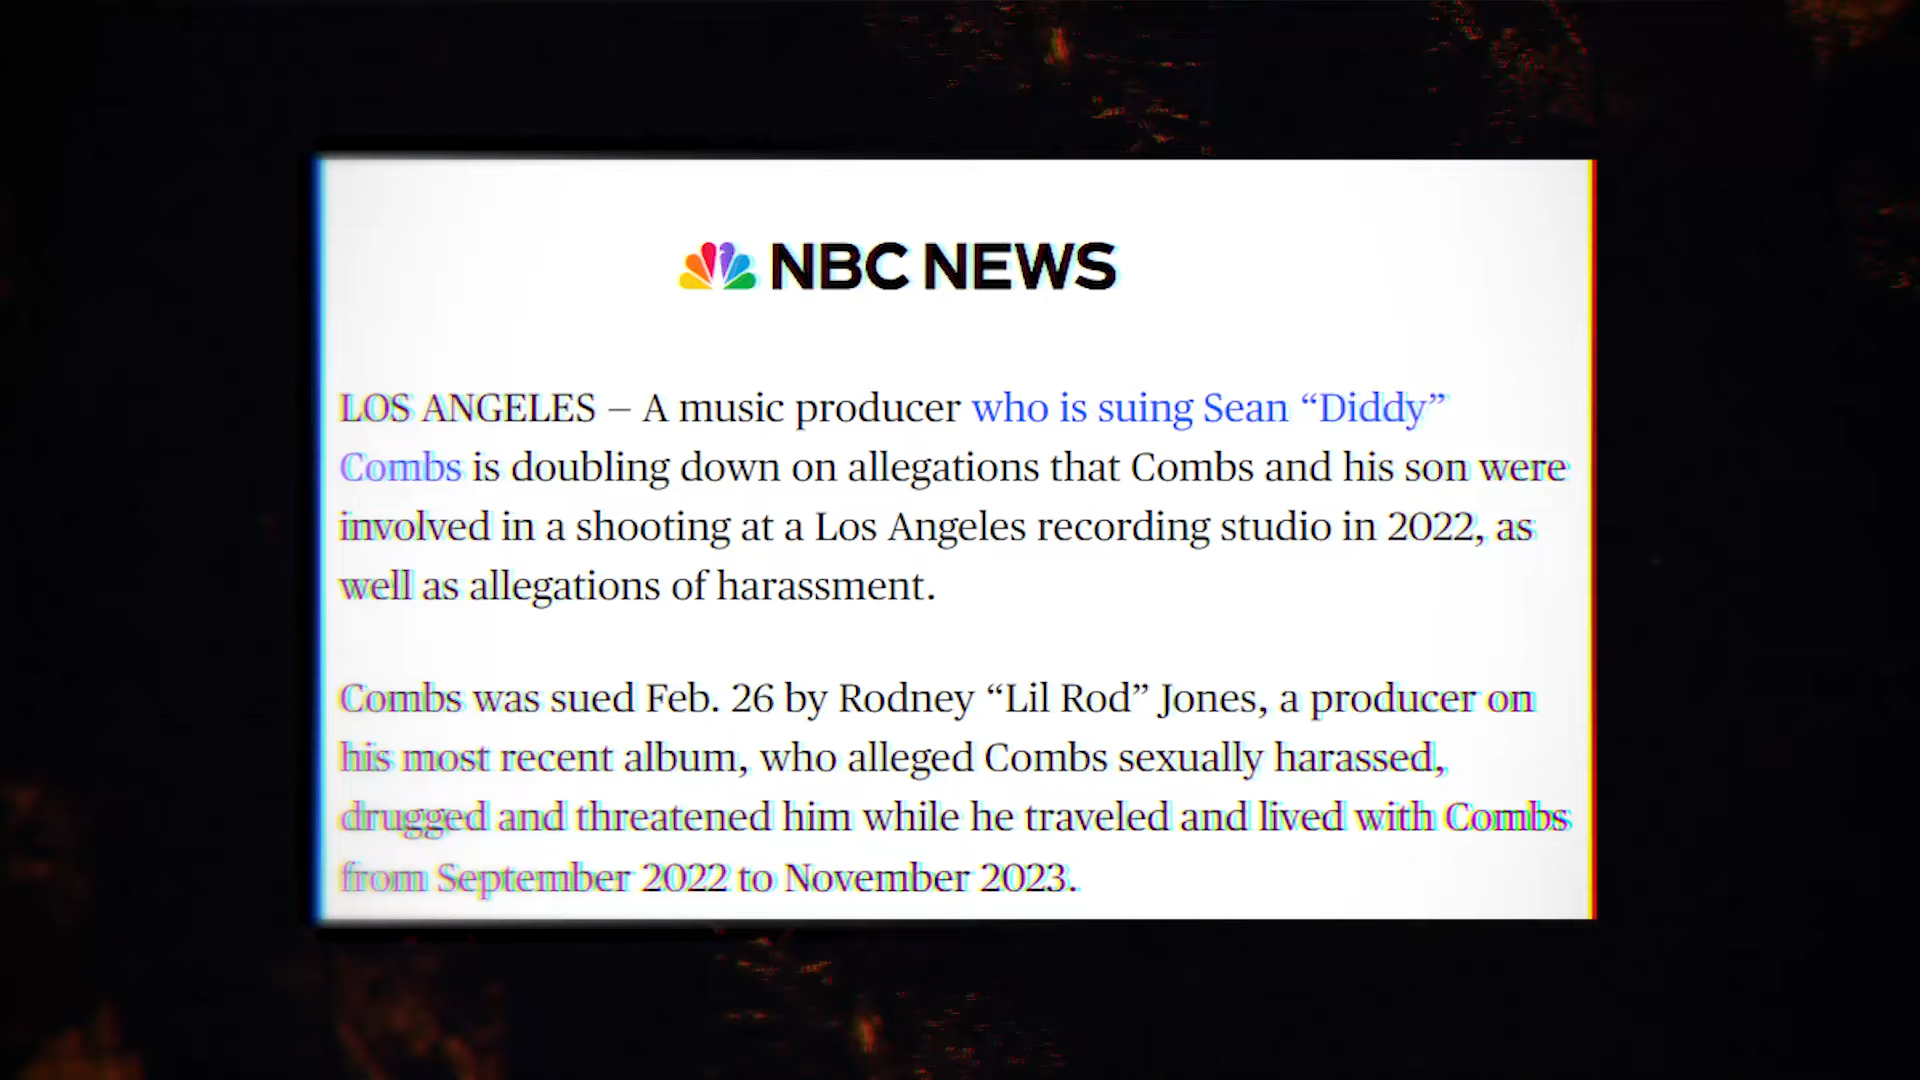 NBC NEWS
LOS ANGELES — A music producer who is suing Sean “Diddy”
Combs is doubling down on allegations that Combs and his son were
involved in a shooting at a Los Angeles recording studio in 2022, as
well as allegations of harassment.
Combs was sued Feb. 26 by Rodney “Lil Rod” Jones, a producer on
his most recent album, who alleged Combs sexually harassed,
drugged and threatened him while he traveled and lived with Combs
from September 2022 to November 2023.